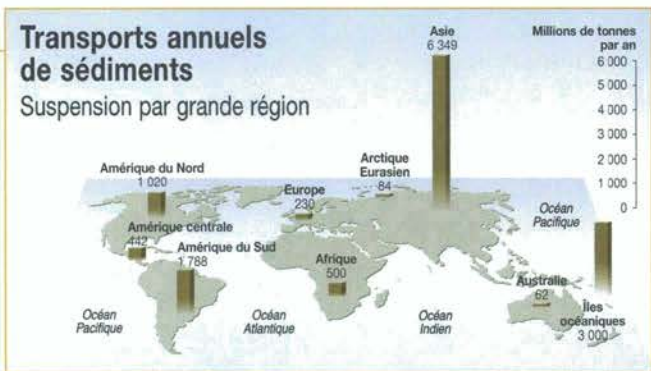 Transports annuels
de sédiments
Suspension par grande région
Asie
6 349
Millions de tonnes
par an
6 000
5 000
4 000
3 000
2 000
1 000
0
Amérique du Nord
1 020
Europe
230
Arctique
Eurasien
84
Océan
Pacifique
Amérique centrale
442
Amérique du Sud
1 788
Afrique
500
Australie
62
Îles
océaniques
3 000
Océan
Pacifique
Océan
Atlantique
Océan
Indien